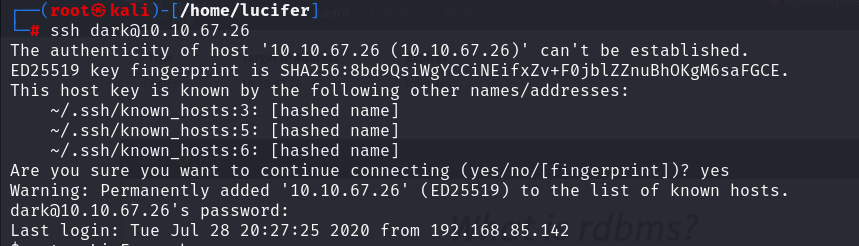 ┌──(root㉿kali)-[/home/lucifer]
└─# ssh dark@10.10.67.26
The authenticity of host '10.10.67.26 (10.10.67.26)' can't be established.
ED25519 key fingerprint is SHA256:8bd9QsiWgYCCiNEifxZv+F0jblZZnuBhOKgM6saFGCE.
This host key is known by the following other names/addresses:
    ~/.ssh/known_hosts:3: [hashed name]
    ~/.ssh/known_hosts:5: [hashed name]
    ~/.ssh/known_hosts:6: [hashed name]
Are you sure you want to continue connecting (yes/no/[fingerprint])? yes
Warning: Permanently added '10.10.67.26' (ED25519) to the list of known hosts.
dark@10.10.67.26's password:
What is rdbms?
Last login: Tue Jul 28 20:27:25 2020 from 192.168.85.142